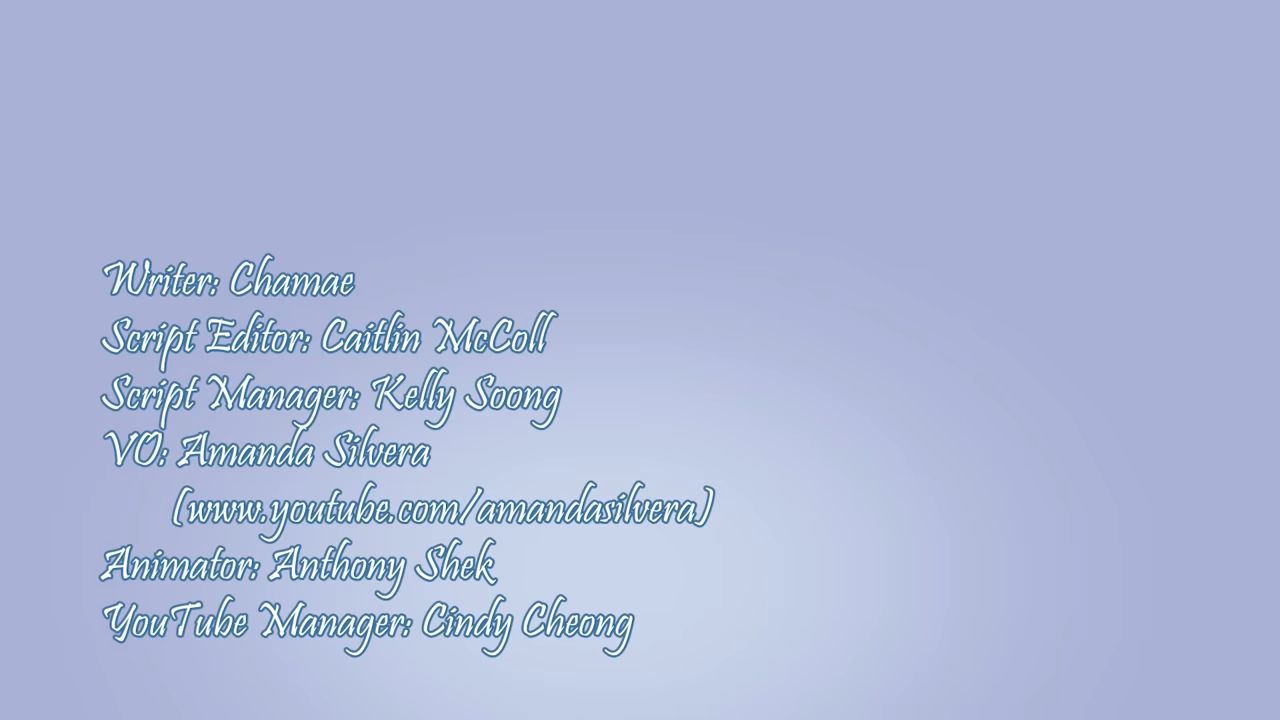 Writer: Chamae
Script Editor: Caitlin McColl
Script Manager: Kelly Soong
VO: Amanda Silvera
(www.youtube.com/amandasilvera)
Animator: Anthony Shek
YouTube Manager: Cindy Cheong